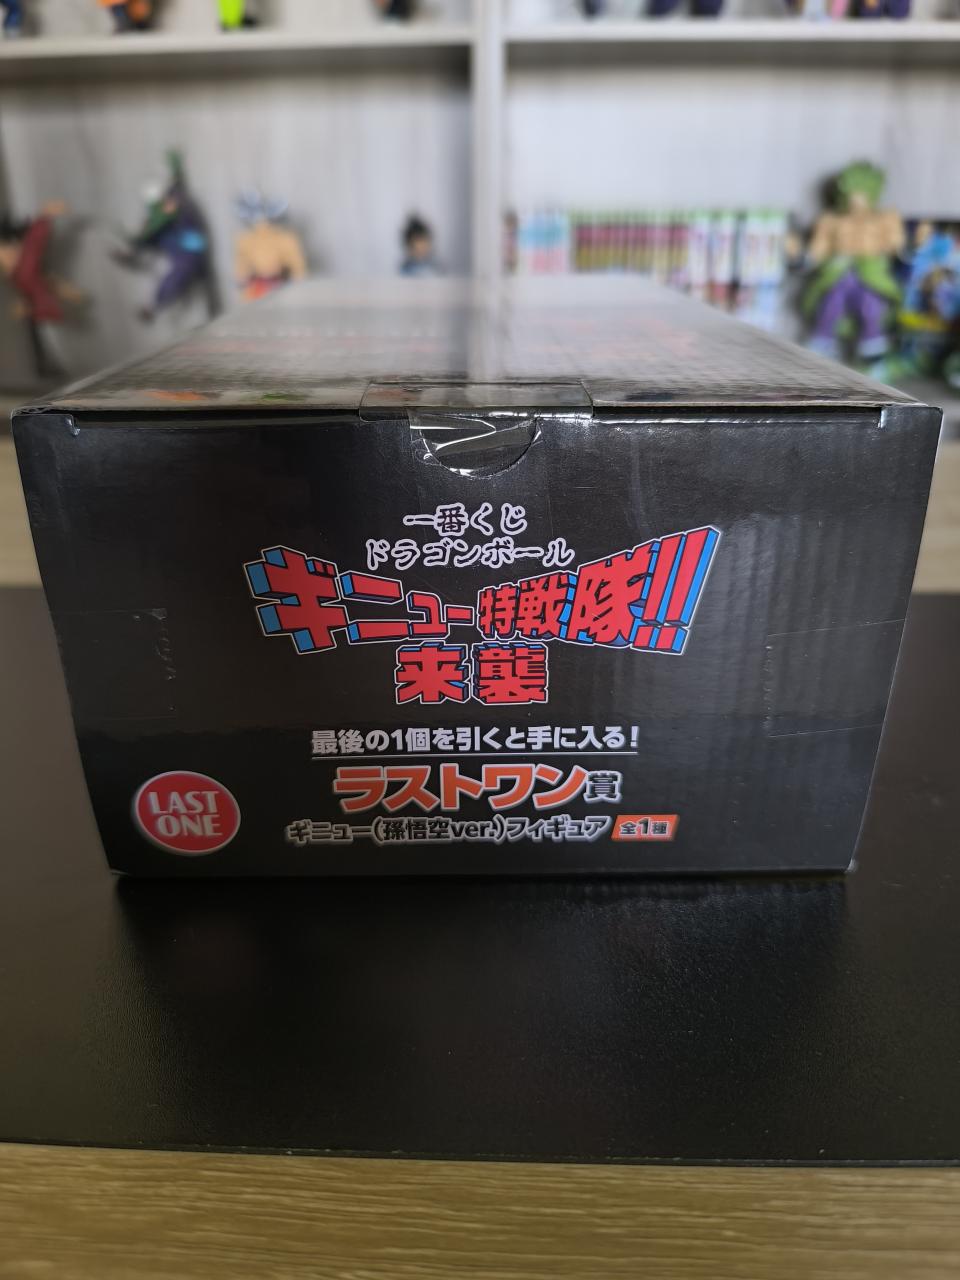 一番くじ
ドラゴンボール
ギニュー特戦隊!!
来襲
最後の1個を引くと手に入る!
ラストワン賞
LAST
ONE
ギニュー(孫悟空ver.)フィギュア 全1種